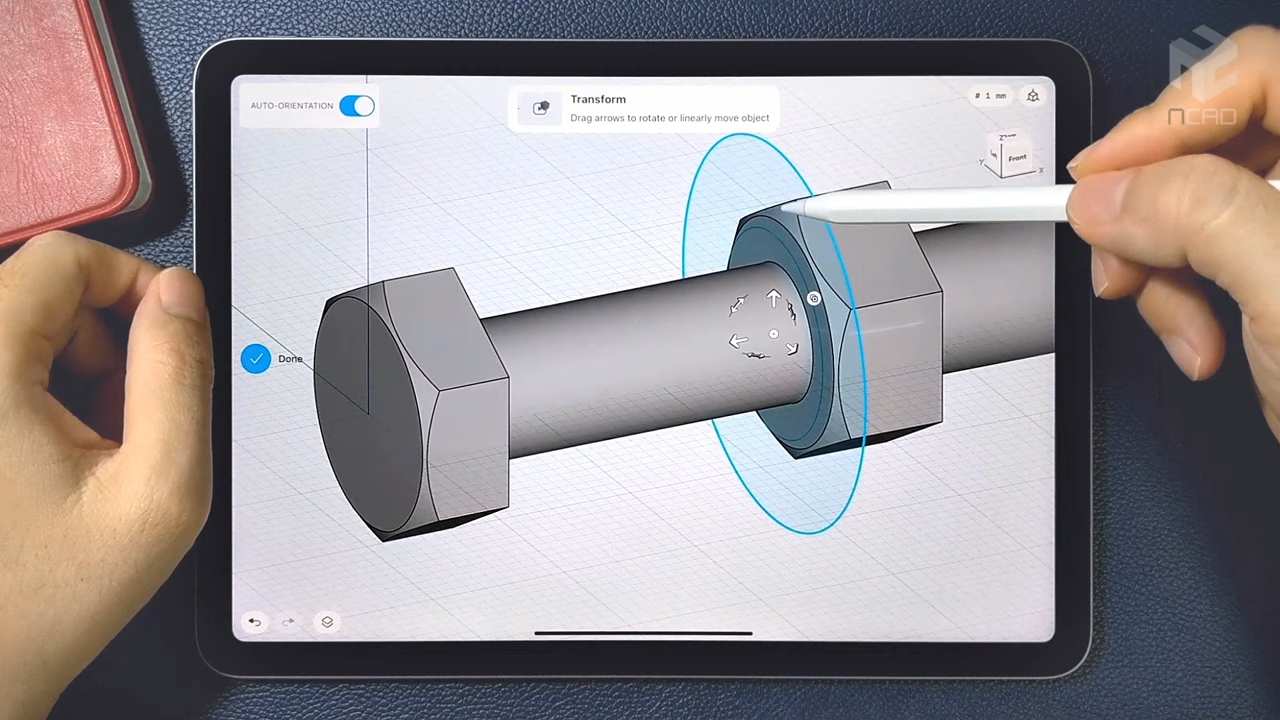 NCAD
AUTO-ORIENTATION
Transform
Drag arrows to rotate or linearly move object
# 1 mm
Z
Front
Y
X
Done